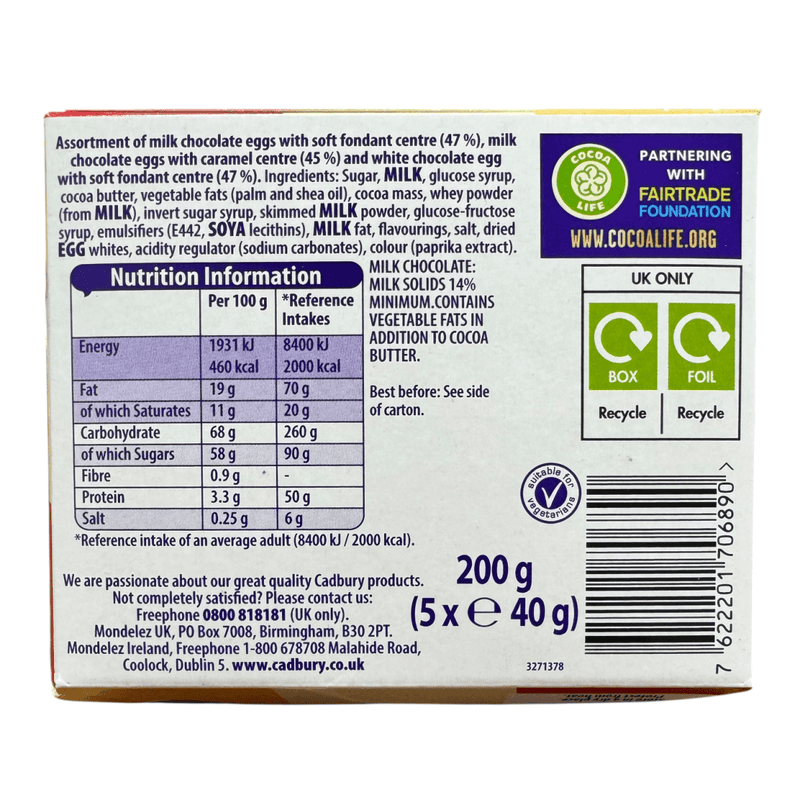 Assortment of milk chocolate eggs with soft fondant centre (47 %), milk
chocolate eggs with caramel centre (45 %) and white chocolate egg
with soft fondant centre (47 %). Ingredients: Sugar, MILK, glucose syrup,
cocoa butter, vegetable fats (palm and shea oil), cocoa mass, whey powder
(from MILK), invert sugar syrup, skimmed MILK powder, glucose-fructose
syrup, emulsifiers (E442, SOYA lecithins), MILK fat, flavourings, salt, dried
EGG whites, acidity regulator (sodium carbonates), colour (paprika extract).
COCOA
LIFE
PARTNERING
WITH
FAIRTRADE
FOUNDATION
WWW.COCOALIFE.ORG
Nutrition Information
Per 100 g *Reference
Intakes
Energy 1931 kJ 8400 kJ
460 kcal 2000 kcal
Fat 19 g 70 g
of which Saturates 11 g 20 g
Carbohydrate 68 g 260 g
of which Sugars 58 g 90 g
Fibre 0.9 g -
Protein 3.3 g 50 g
Salt 0.25 g 6 g
*Reference intake of an average adult (8400 kJ / 2000 kcal).
MILK CHOCOLATE:
MILK SOLIDS 14%
MINIMUM.CONTAINS
VEGETABLE FATS IN
ADDITION TO COCOA
BUTTER.
Best before: See side
of carton.
UK ONLY
BOX FOIL
Recycle Recycle
suitable for
vegetarians
We are passionate about our great quality Cadbury products.
Not completely satisfied? Please contact us:
Freephone 0800 818181 (UK only).
Mondelez UK, PO Box 7008, Birmingham, B30 2PT.
Mondelez Ireland, Freephone 1-800 678708 Malahide Road,
Coolock, Dublin 5. www.cadbury.co.uk
200 g
(5 x ℮ 40 g)
3271378
7 622201 706890 >